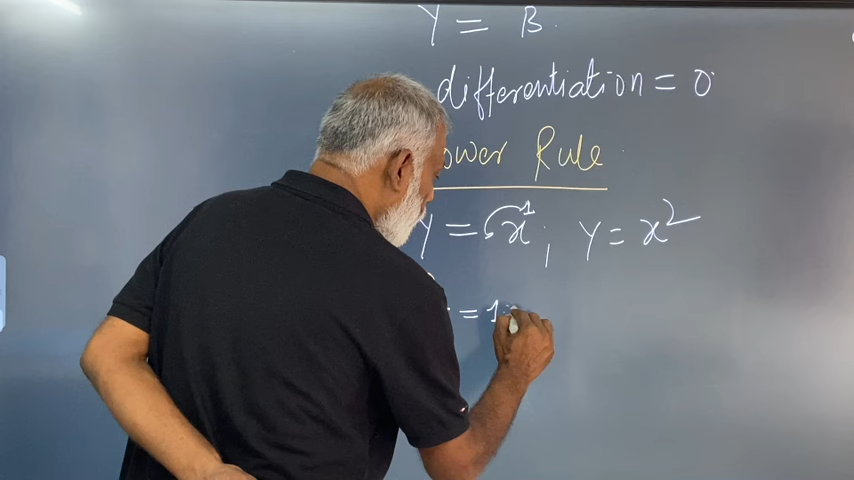 Y = B.
differentiation = 0
ower Rule
Y = x¹ ; Y = x²
= 1